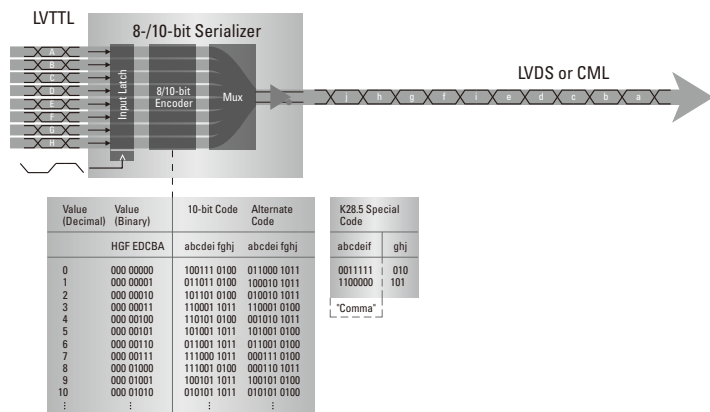 LVTTL
8-/10-bit Serializer
LVDS or CML
A
B
C
D
E
F
G
H
Input Latch
8/10-bit
Encoder
Mux
j h g f i e d c b a
Value
(Decimal)
Value
(Binary)
10-bit Code
Alternate
Code
HGF EDCBA abcdei fghj abcdei fghj
0 000 00000 100111 0100 011000 1011
1 000 00001 011011 0100 100010 1011
2 000 00010 101101 0100 010010 1011
3 000 00011 110001 1011 110001 0100
4 000 00100 110101 0100 001010 1011
5 000 00101 101001 1011 101001 0100
6 000 00110 011001 1011 011001 0100
7 000 00111 111000 1011 000111 0100
8 000 01000 111001 0100 000110 1011
9 000 01001 100101 1011 100101 0100
10 000 01010 010101 1011 010101 0100
⋮ ⋮ ⋮ ⋮
K28.5 Special
Code
abcdeif ghj
0011111 010
1100000 101
"Comma"